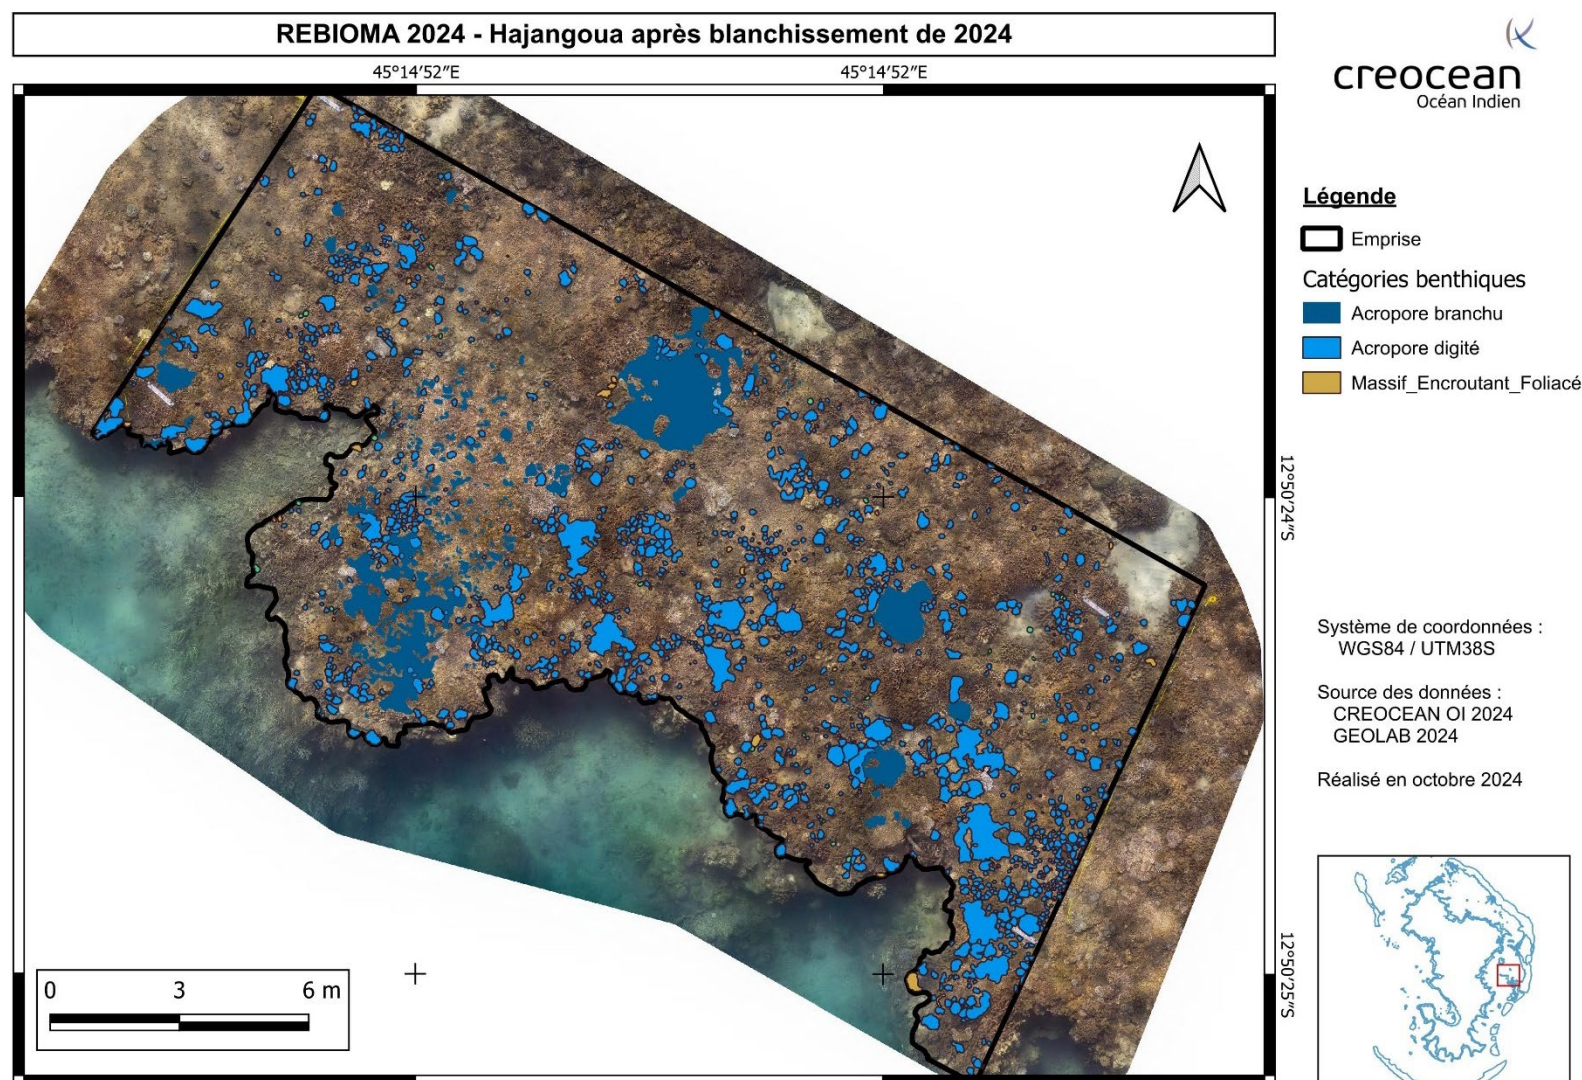 REBIOMA 2024 - Hajangoua après blanchissement de 2024
45°14′52″E
45°14′52″E
creocean
Océan Indien
Légende
Emprise
Catégories benthiques
Acropore branchu
Acropore digité
Massif_Encroutant_Foliacé
12°50′24″S
Système de coordonnées :
WGS84 / UTM38S
Source des données :
CREOCEAN OI 2024
GEOLAB 2024
Réalisé en octobre 2024
12°50′25″S
0 3 6 m